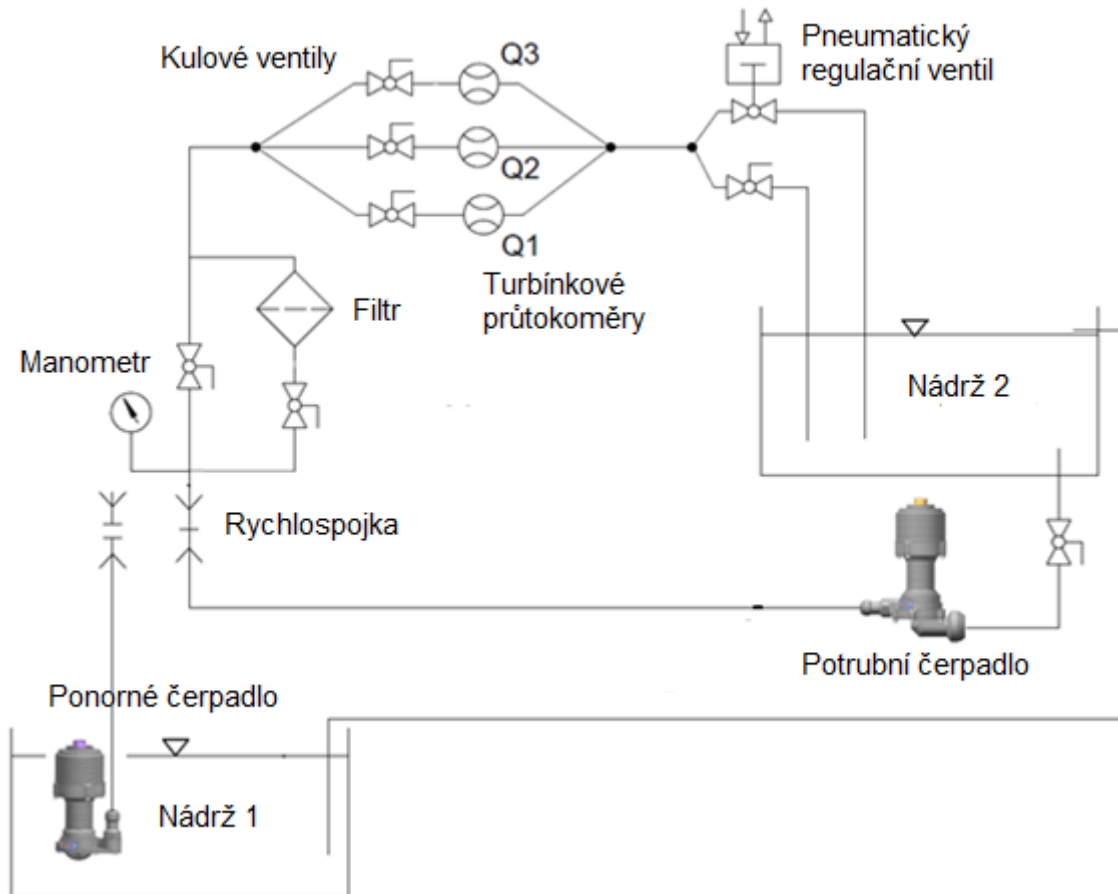 Kulové ventily
Q3
Pneumatický
regulační ventil
Q2
Q1
Turbínkové
průtokoměry
Filtr
Manometr
Nádrž 2
Rychlospojka
Potrubní čerpadlo
Ponorné čerpadlo
Nádrž 1